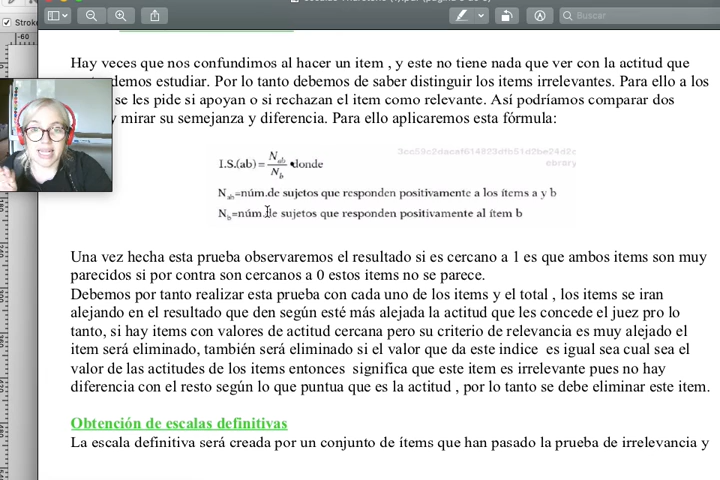 Stroke
Buscar
-60
Hay veces que nos confundimos al hacer un item , y este no tiene nada que ver con la actitud que
demos estudiar. Por lo tanto debemos de saber distinguir los items irrelevantes. Para ello a los
se les pide si apoyan o si rechazan el item como relevante. Así podríamos comparar dos
y mirar su semejanza y diferencia. Para ello aplicaremos esta fórmula:
I.S.(ab)= Nab / Nb donde
ebrary
Nab=núm.de sujetos que responden positivamente a los ítems a y b
Nb=núm.de sujetos que responden positivamente al ítem b
Una vez hecha esta prueba observaremos el resultado si es cercano a 1 es que ambos items son muy
parecidos si por contra son cercanos a 0 estos items no se parece.
Debemos por tanto realizar esta prueba con cada uno de los items y el total , los items se iran
alejando en el resultado que den según esté más alejada la actitud que les concede el juez pro lo
tanto, si hay items con valores de actitud cercana pero su criterio de relevancia es muy alejado el
item será eliminado, también será eliminado si el valor que da este indice es igual sea cual sea el
valor de las actitudes de los items entonces significa que este item es irrelevante pues no hay
diferencia con el resto según lo que puntua que es la actitud , por lo tanto se debe eliminar este item.
Obtención de escalas definitivas
La escala definitiva será creada por un conjunto de ítems que han pasado la prueba de irrelevancia y